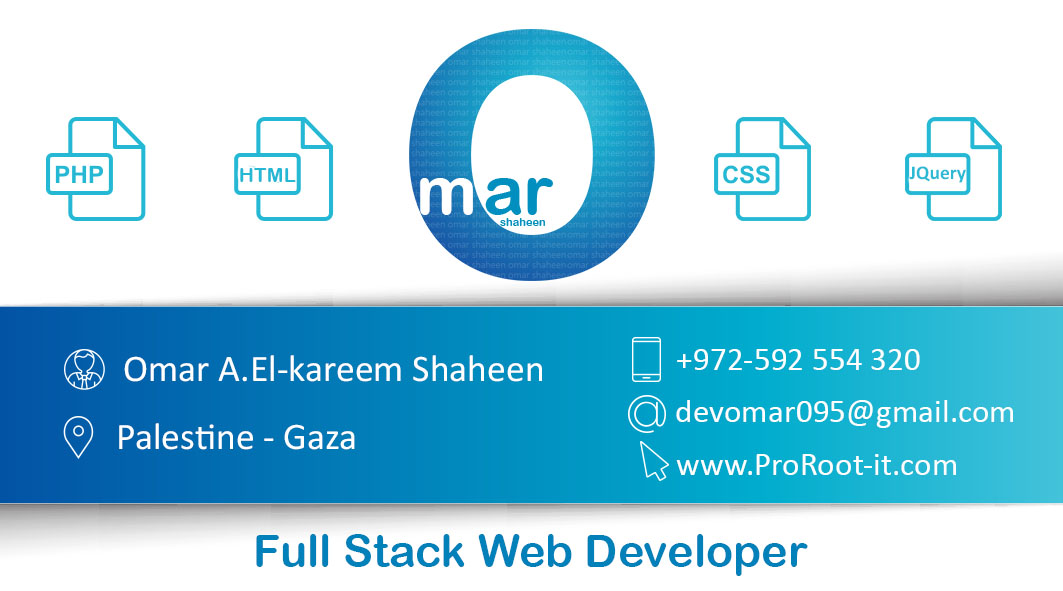 PHP
HTML
CSS
JQuery
omar
shaheen
Omar A.El-kareem Shaheen
Palestine - Gaza
+972-592 554 320
devomar095@gmail.com
www.ProRoot-it.com
Full Stack Web Developer